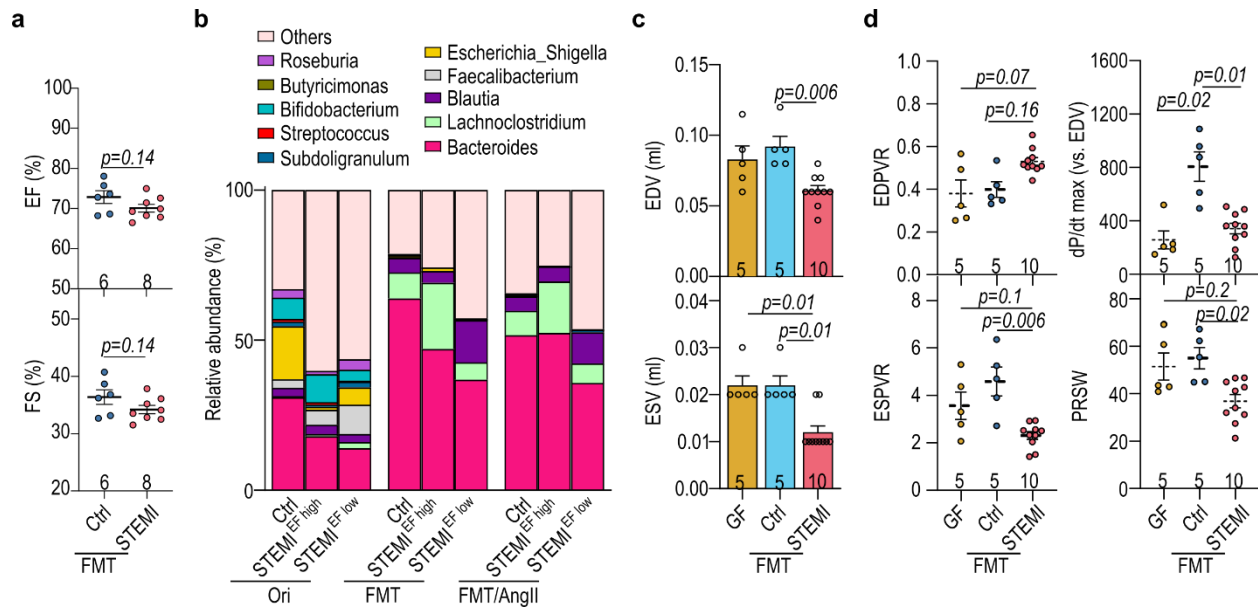 a
EF (%)
100
90
80
70
60
50
p=0.14
6
8
FS (%)
50
40
30
20
p=0.14
6
8
Ctrl
STEMI
FMT
b
Others
Roseburia
Butyricimonas
Bifidobacterium
Streptococcus
Subdoligranulum
Escherichia_Shigella
Faecalibacterium
Blautia
Lachnoclostridium
Bacteroides
Relative abundance (%)
100
50
0
Ctrl
STEMI EF high
STEMI EF low
Ori
Ctrl
STEMI EF high
STEMI EF low
FMT
Ctrl
STEMI EF high
STEMI EF low
FMT/AngII
c
EDV (ml)
0.15
0.10
0.05
0.00
p=0.006
5
5
10
ESV (ml)
0.03
0.02
0.01
0.00
p=0.01
p=0.01
5
5
10
GF
Ctrl
STEMI
FMT
d
EDPVR
1.0
0.8
0.6
0.4
0.2
0.0
p=0.07
p=0.16
5
5
10
dP/dt max (vs. EDV)
1600
1200
800
400
0
p=0.01
p=0.02
5
5
10
ESPVR
8
6
4
2
0
p=0.1
p=0.006
5
5
10
GF
Ctrl
STEMI
FMT
PRSW
80
60
40
20
0
p=0.2
p=0.02
5
5
10
GF
Ctrl
STEMI
FMT